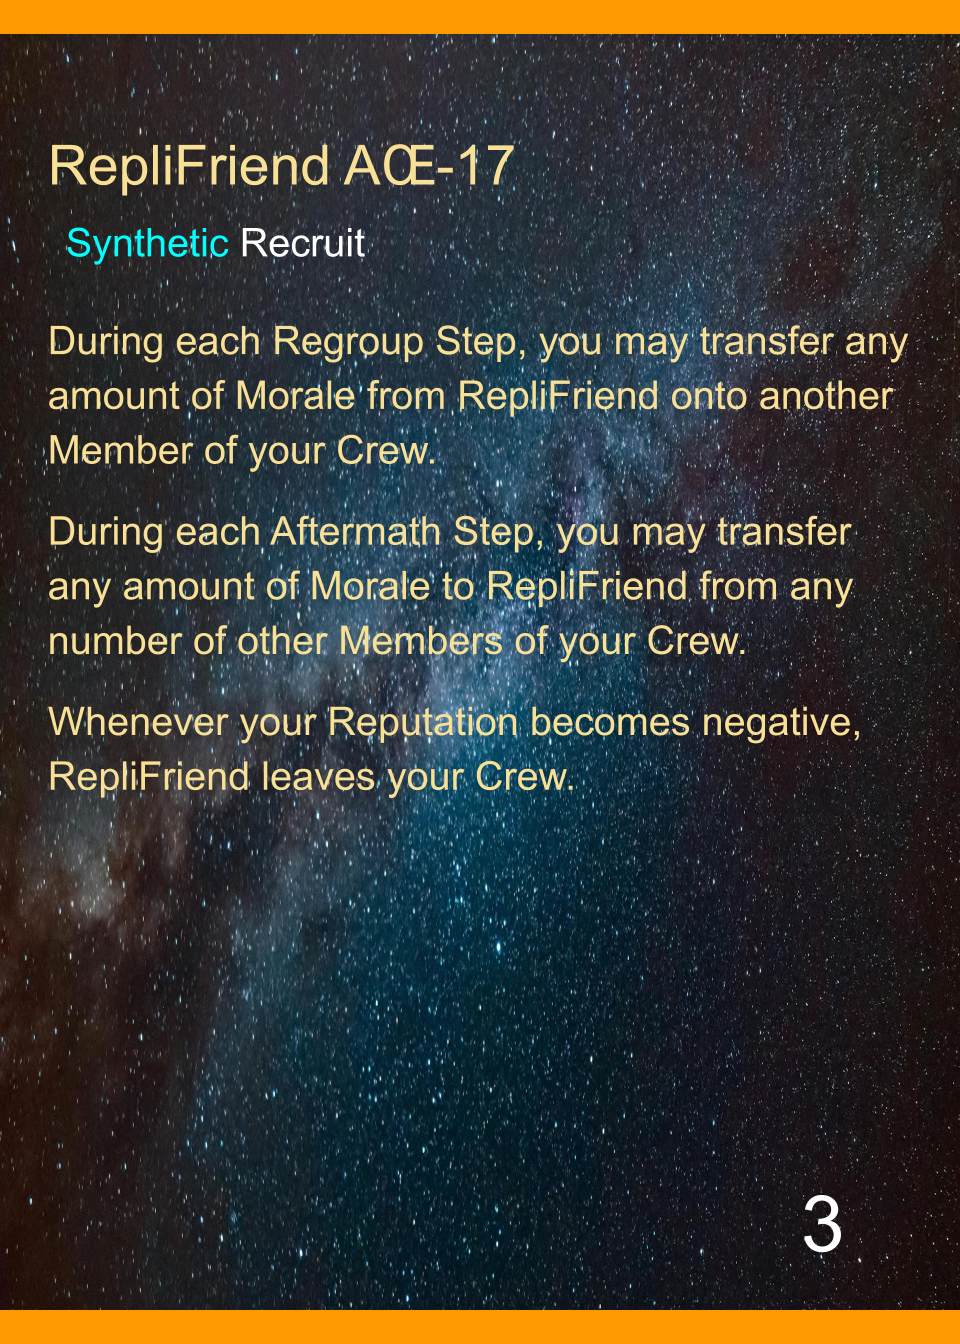 RepliFriend AŒ-17
Synthetic Recruit
During each Regroup Step, you may transfer any
amount of Morale from RepliFriend onto another
Member of your Crew.
During each Aftermath Step, you may transfer
any amount of Morale to RepliFriend from any
number of other Members of your Crew.
Whenever your Reputation becomes negative,
RepliFriend leaves your Crew.
3